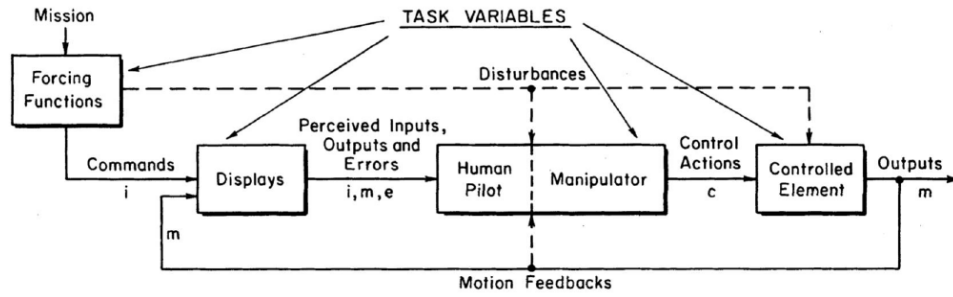 Mission
TASK VARIABLES
Forcing
Functions
Disturbances
Commands
i
Displays
Perceived Inputs,
Outputs and
Errors
i,m,e
Human
Pilot
Manipulator
Control
Actions
c
Controlled
Element
Outputs
m
m
Motion Feedbacks